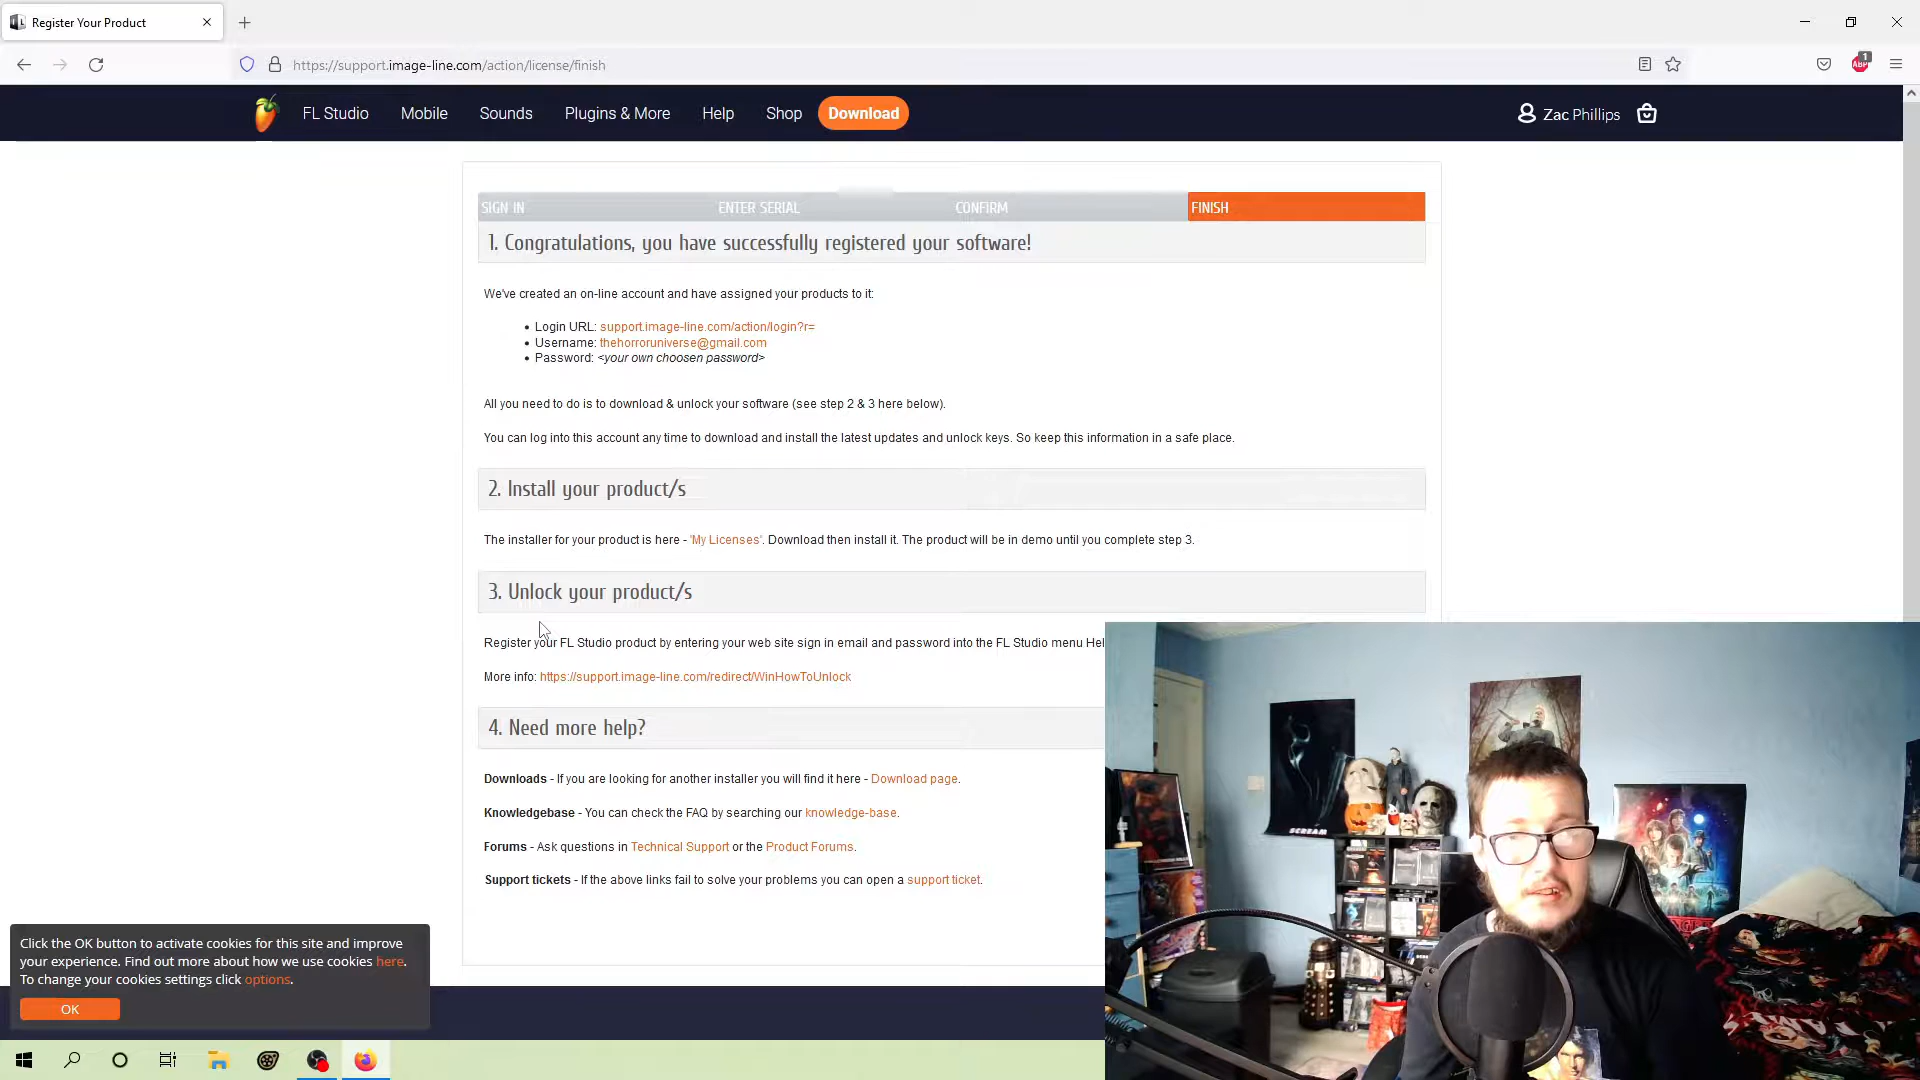 Register Your Product
https://support.image-line.com/action/license/finish
ABP
1
FL Studio Mobile Sounds Plugins & More Help Shop Download Zac Phillips
SIGN IN ENTER SERIAL CONFIRM FINISH
1. Congratulations, you have successfully registered your software!
We've created an on-line account and have assigned your products to it:
• Login URL: support.image-line.com/action/login?r=
• Username: thehorroruniverse@gmail.com
• Password: <your own choosen password>
All you need to do is to download & unlock your software (see step 2 & 3 here below).
You can log into this account any time to download and install the latest updates and unlock keys. So keep this information in a safe place.
2. Install your product/s
The installer for your product is here - 'My Licenses'. Download then install it. The product will be in demo until you complete step 3.
3. Unlock your product/s
Register your FL Studio product by entering your web site sign in email and password into the FL Studio menu Hel
More info: https://support.image-line.com/redirect/WinHowToUnlock
4. Need more help?
Downloads - If you are looking for another installer you will find it here - Download page.
Knowledgebase - You can check the FAQ by searching our knowledge-base.
Forums - Ask questions in Technical Support or the Product Forums.
Support tickets - If the above links fail to solve your problems you can open a support ticket.
Click the OK button to activate cookies for this site and improve
your experience. Find out more about how we use cookies here.
To change your cookies settings click options.
OK
SCREAM